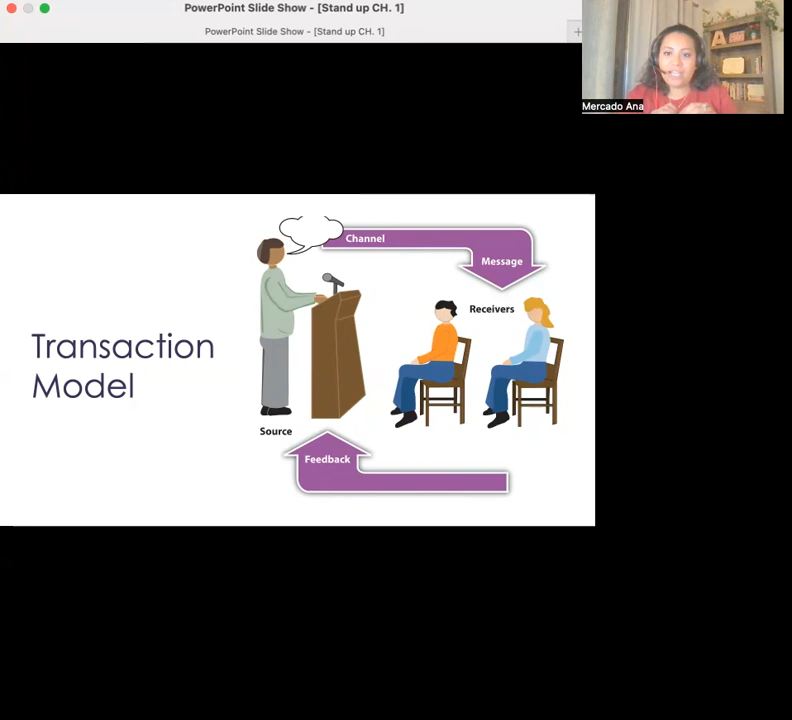 PowerPoint Slide Show - [Stand up CH. 1]
PowerPoint Slide Show - [Stand up CH. 1]
Mercado Ana
Channel
Message
Receivers
Transaction
Model
Source
Feedback